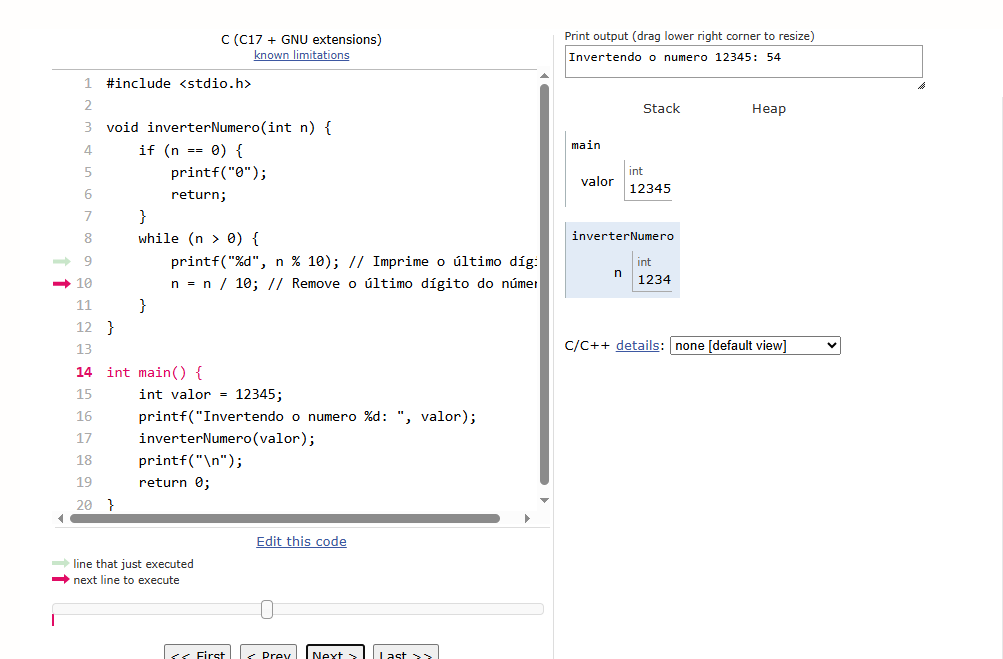 C (C17 + GNU extensions)
known limitations
1 #include <stdio.h>
2
3 void inverterNumero(int n) {
4     if (n == 0) {
5         printf("0");
6         return;
7     }
8     while (n > 0) {
9         printf("%d", n % 10); // Imprime o último díg
10         n = n / 10; // Remove o último dígito do núme
11     }
12 }
13
14 int main() {
15     int valor = 12345;
16     printf("Invertendo o numero %d: ", valor);
17     inverterNumero(valor);
18     printf("\n");
19     return 0;
20 }
Edit this code
line that just executed
next line to execute
<< First
< Prev
Next >
Last >>
Print output (drag lower right corner to resize)
Invertendo o numero 12345: 54
Stack
Heap
main
int
valor 12345
inverterNumero
int
n 1234
C/C++ details: none [default view]